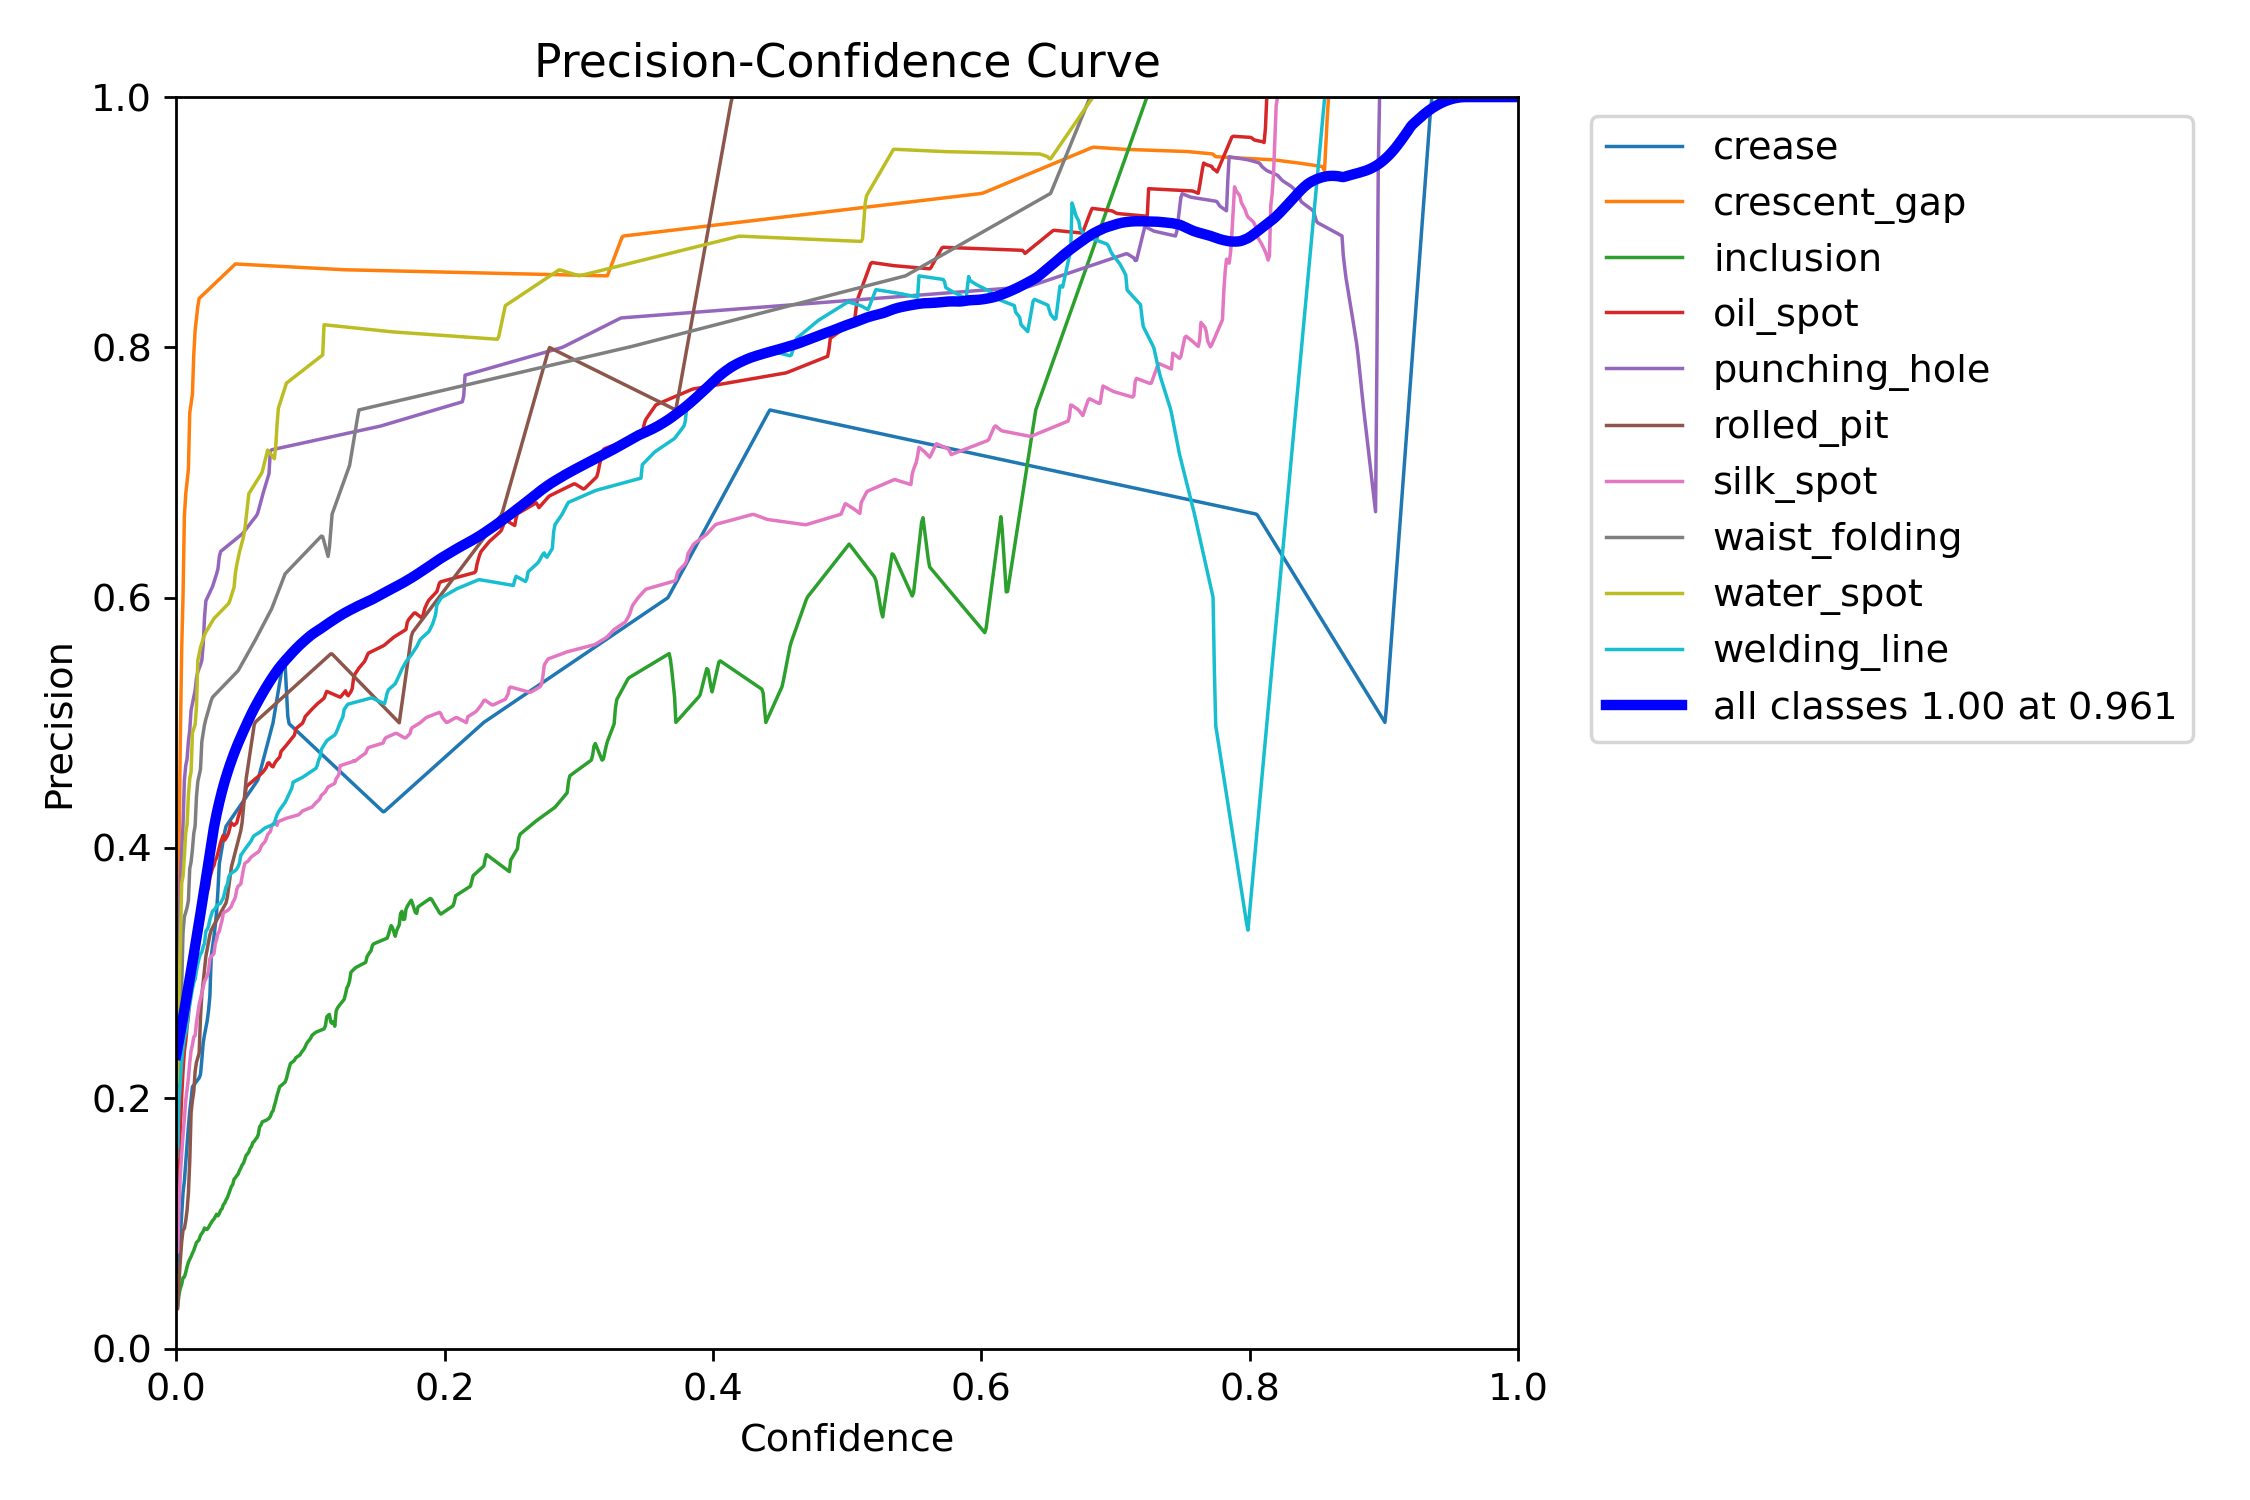 Precision-Confidence Curve
1.0
0.8
0.6
0.4
0.2
0.0
Precision
0.0 0.2 0.4 0.6 0.8 1.0
Confidence
crease
crescent_gap
inclusion
oil_spot
punching_hole
rolled_pit
silk_spot
waist_folding
water_spot
welding_line
all classes 1.00 at 0.961